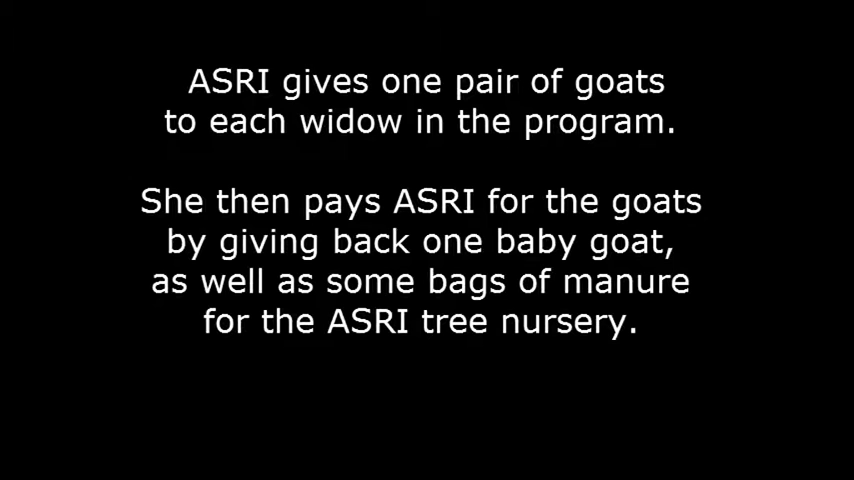 ASRI gives one pair of goats
to each widow in the program.
She then pays ASRI for the goats
by giving back one baby goat,
as well as some bags of manure
for the ASRI tree nursery.